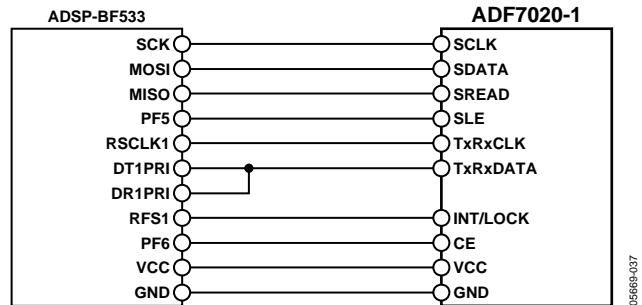 ADSP-BF533
ADF7020-1
SCK SCLK
MOSI SDATA
MISO SREAD
PF5 SLE
RSCLK1 TxRxCLK
DT1PRI TxRxDATA
DR1PRI
RFS1 INT/LOCK
PF6 CE
VCC VCC
GND GND
05669-037